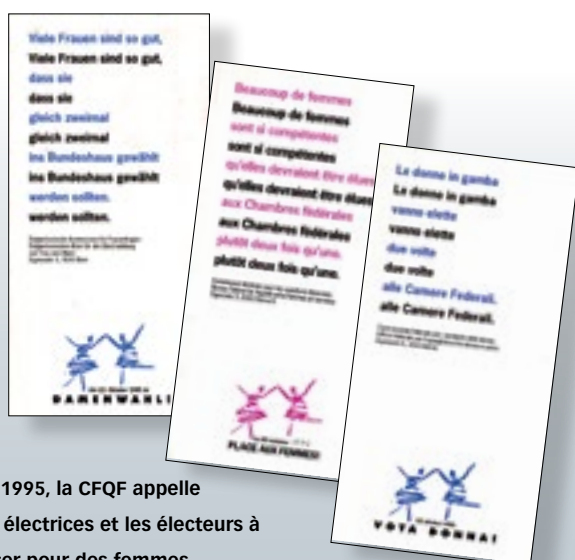 Viele Frauen sind so gut,
Viele Frauen sind so gut,
dass sie
dass sie
gleich zweimal
gleich zweimal
ins Bundeshaus gewählt
ins Bundeshaus gewählt
werden sollten.
werden sollten.
DAMENWAHL!
Beaucoup de femmes
Beaucoup de femmes
sont si compétentes
sont si compétentes
qu'elles devraient être élues
qu'elles devraient être élues
aux Chambres fédérales
aux Chambres fédérales
plutôt deux fois qu'une.
plutôt deux fois qu'une.
PLACE AUX FEMMES!
Le donne in gamba
Le donne in gamba
vanno elette
vanno elette
due volte
due volte
alle Camere Federali.
alle Camere Federali.
VOTA DONNA!
1995, la CFQF appelle
électrices et les électeurs à
er pour des femmes